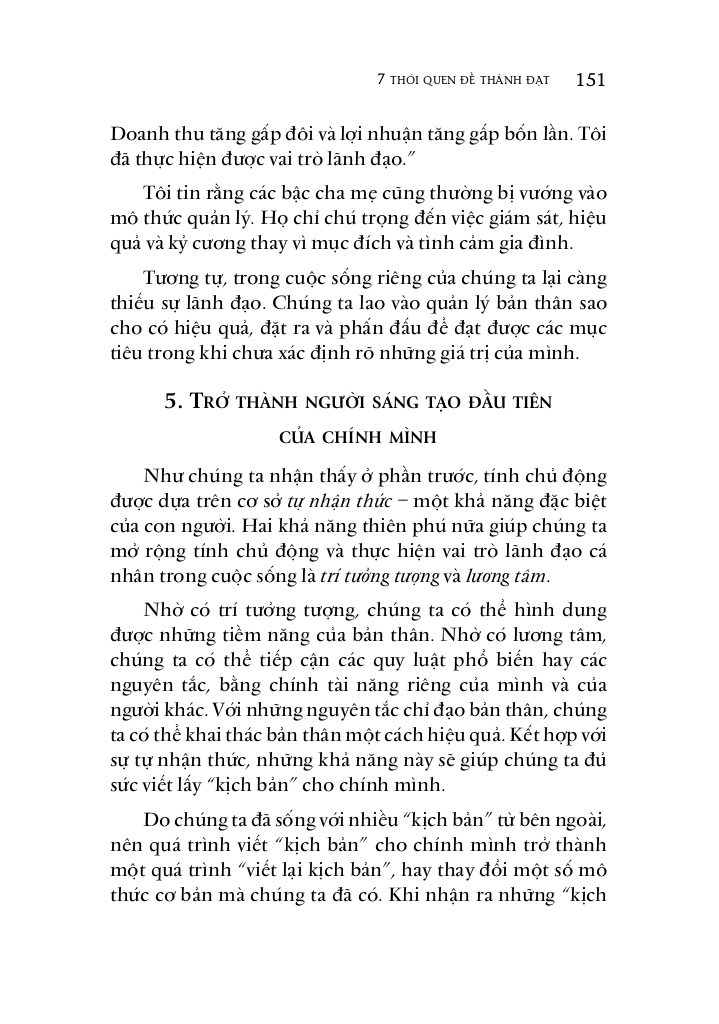 7 THÓI QUEN ĐỂ THÀNH ĐẠT 151
Doanh thu tăng gấp đôi và lợi nhuận tăng gấp bốn lần. Tôi
đã thực hiện được vai trò lãnh đạo.”
Tôi tin rằng các bậc cha mẹ cũng thường bị vướng vào
mô thức quản lý. Họ chỉ chú trọng đến việc giám sát, hiệu
quả và kỷ cương thay vì mục đích và tình cảm gia đình.
Tương tự, trong cuộc sống riêng của chúng ta lại càng
thiếu sự lãnh đạo. Chúng ta lao vào quản lý bản thân sao
cho có hiệu quả, đặt ra và phấn đấu để đạt được các mục
tiêu trong khi chưa xác định rõ những giá trị của mình.
5. TRỞ THÀNH NGƯỜI SÁNG TẠO ĐẦU TIÊN
CỦA CHÍNH MÌNH
Như chúng ta nhận thấy ở phần trước, tính chủ động
được dựa trên cơ sở tự nhận thức – một khả năng đặc biệt
của con người. Hai khả năng thiên phú nữa giúp chúng ta
mở rộng tính chủ động và thực hiện vai trò lãnh đạo cá
nhân trong cuộc sống là trí tưởng tượng và lương tâm.
Nhờ có trí tưởng tượng, chúng ta có thể hình dung
được những tiềm năng của bản thân. Nhờ có lương tâm,
chúng ta có thể tiếp cận các quy luật phổ biến hay các
nguyên tắc, bằng chính tài năng riêng của mình và của
người khác. Với những nguyên tắc chỉ đạo bản thân, chúng
ta có thể khai thác bản thân một cách hiệu quả. Kết hợp với
sự tự nhận thức, những khả năng này sẽ giúp chúng ta đủ
sức viết lấy “kịch bản” cho chính mình.
Do chúng ta đã sống với nhiều “kịch bản” từ bên ngoài,
nên quá trình viết “kịch bản” cho chính mình trở thành
một quá trình “viết lại kịch bản”, hay thay đổi một số mô
thức cơ bản mà chúng ta đã có. Khi nhận ra những “kịch